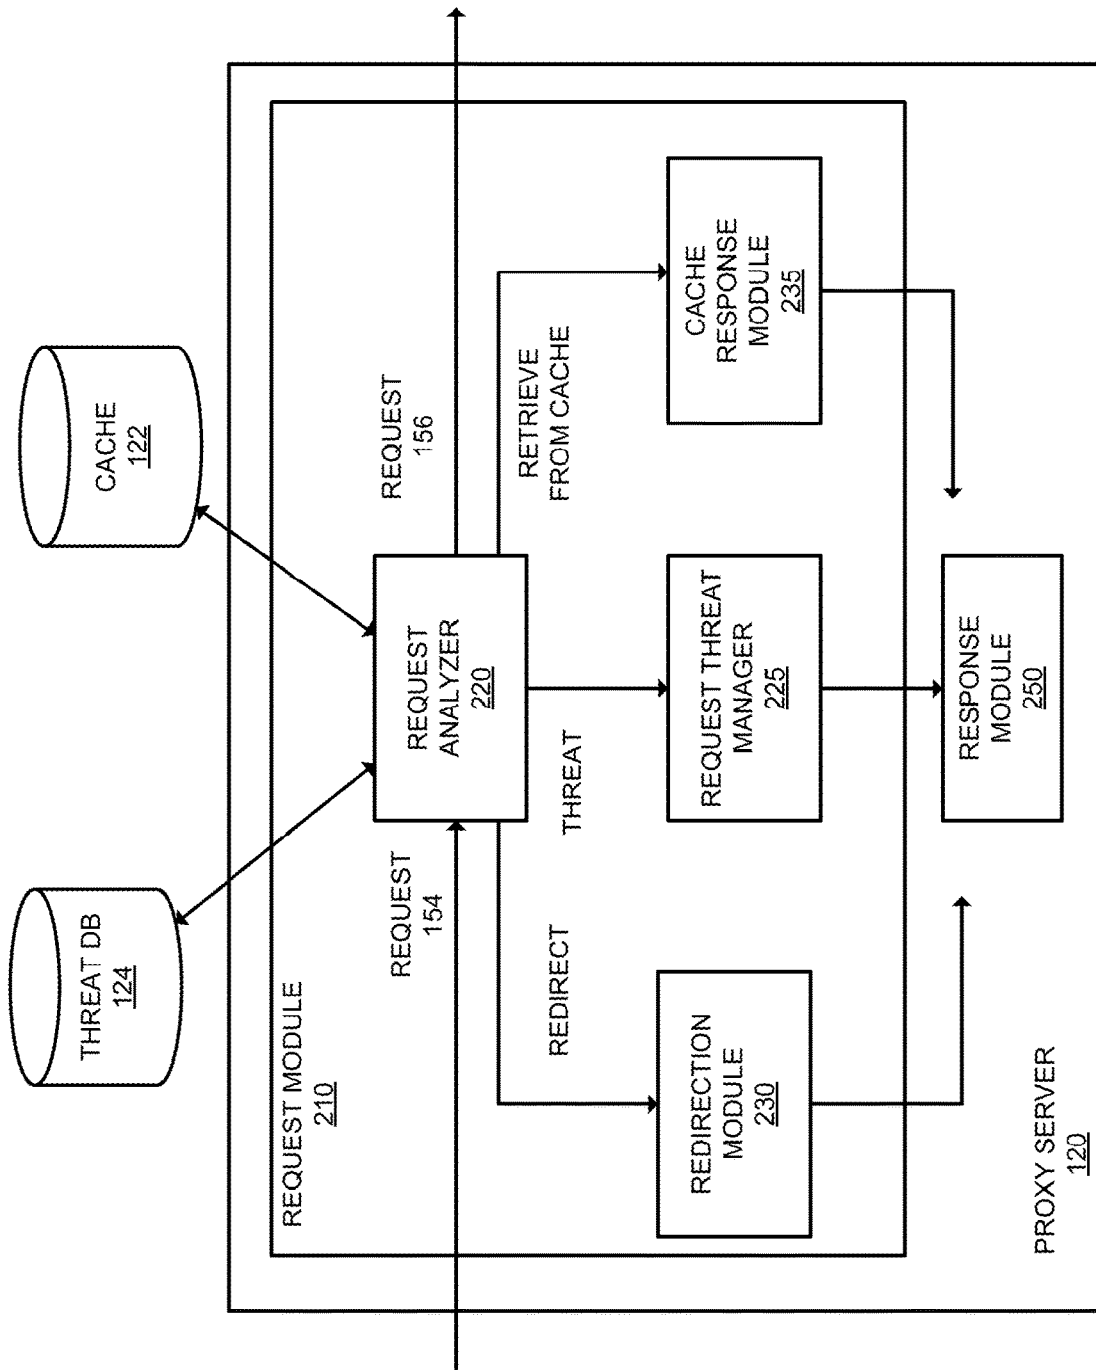 THREAT DB
124
CACHE
122
REQUEST MODULE
210
REQUEST
154
REQUEST
ANALYZER
220
REQUEST
156
REDIRECT
THREAT
RETRIEVE
FROM CACHE
REDIRECTION
MODULE
230
REQUEST THREAT
MANAGER
225
CACHE
RESPONSE
MODULE
235
RESPONSE
MODULE
250
PROXY SERVER
120